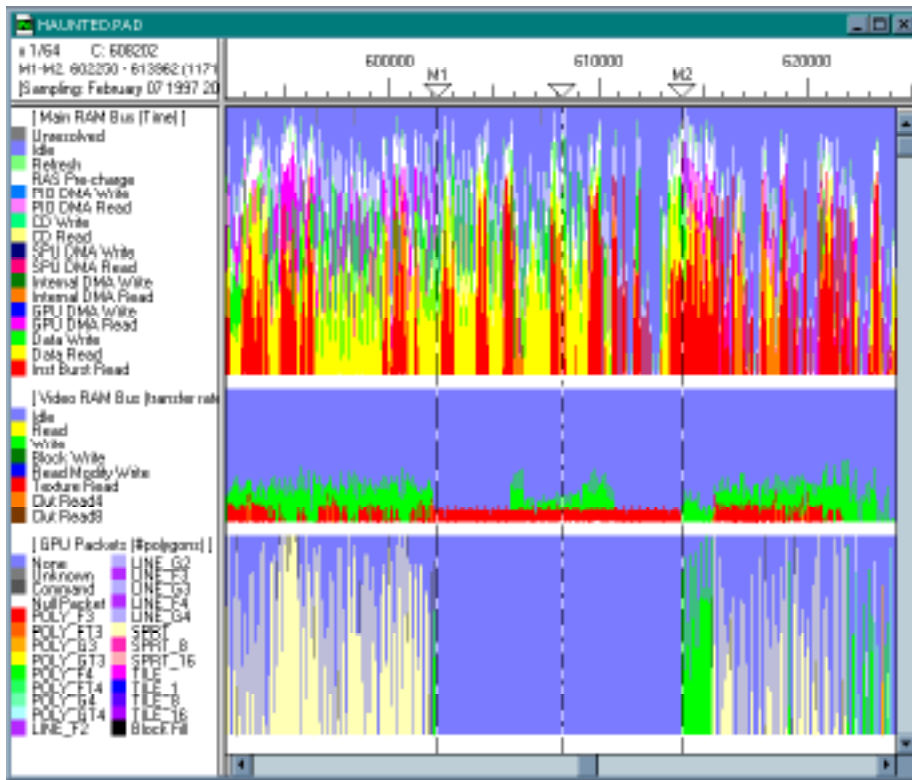 HAUNTED.PAD
x 1/64 C: 608202
M1-M2: 602250 - 613962 (1171
[Sampling: February 07 1997 20
600000 610000 620000
M1 M2
[ Main RAM Bus (Time) ]
Unresolved
Idle
Refresh
RAS Pre-charge
PIO DMA Write
PIO DMA Read
CD Write
CD Read
SPU DMA Write
SPU DMA Read
Internal DMA Write
Internal DMA Read
GPU DMA Write
GPU DMA Read
Data Write
Data Read
Inst Burst Read
[ Video RAM Bus (transfer rate
Idle
Read
Write
Block Write
Read Modify Write
Texture Read
Clut Read4
Clut Read8
[ GPU Packets (#polygons) ]
None LINE_G2
Unknown LINE_F3
Command LINE_G3
Null Packet LINE_F4
POLY_F3 LINE_G4
POLY_FT3 SPRT
POLY_G3 SPRT_8
POLY_GT3 SPRT_16
POLY_F4 TILE
POLY_FT4 TILE_1
POLY_G4 TILE_8
POLY_GT4 TILE_16
LINE_F2 Block Fill